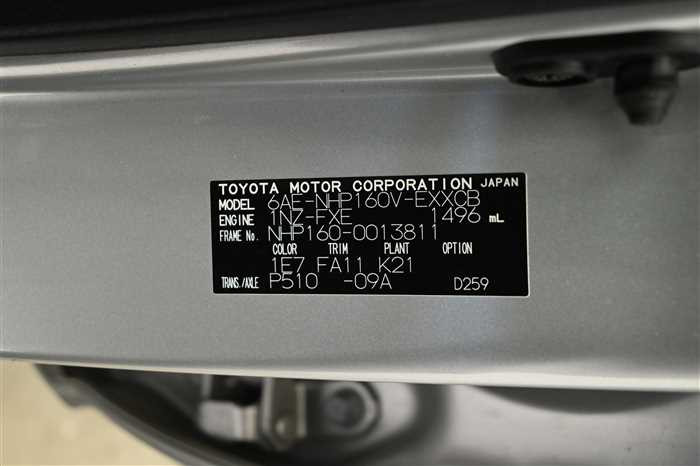 TOYOTA MOTOR CORPORATION JAPAN
MODEL 6AE-NHP160V-EXXCB
ENGINE 1NZ-FXE 1496 mL
FRAME No. NHP160-0013811
COLOR TRIM PLANT OPTION
1E7 FA11 K21
TRANS./AXLE P510 -09A D259